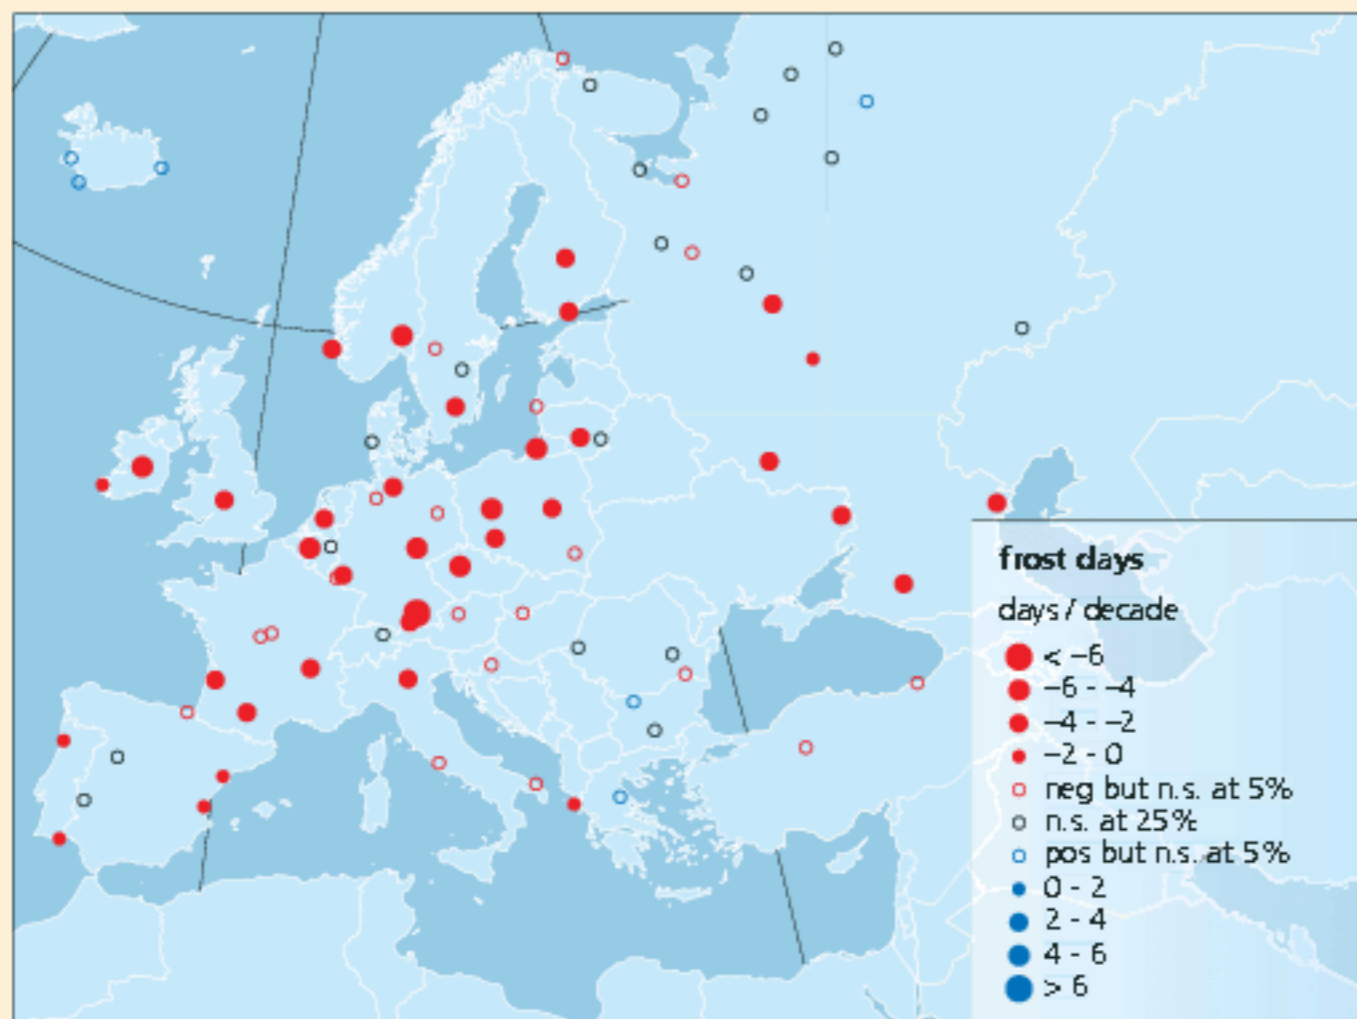 frost days
days / decade
< −6
−6 - −4
−4 - −2
−2 - 0
neg but n.s. at 5%
n.s. at 25%
pos but n.s. at 5%
0 - 2
2 - 4
4 - 6
> 6